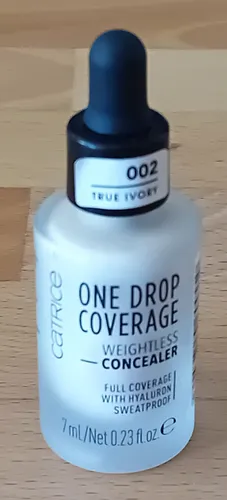 002
TRUE IVORY
CATRICE
ONE DROP
COVERAGE
WEIGHTLESS
—CONCEALER
FULL COVERAGE
WITH HYALURON
SWEATPROOF
7 mL/Net 0.23 fl.oz ℮